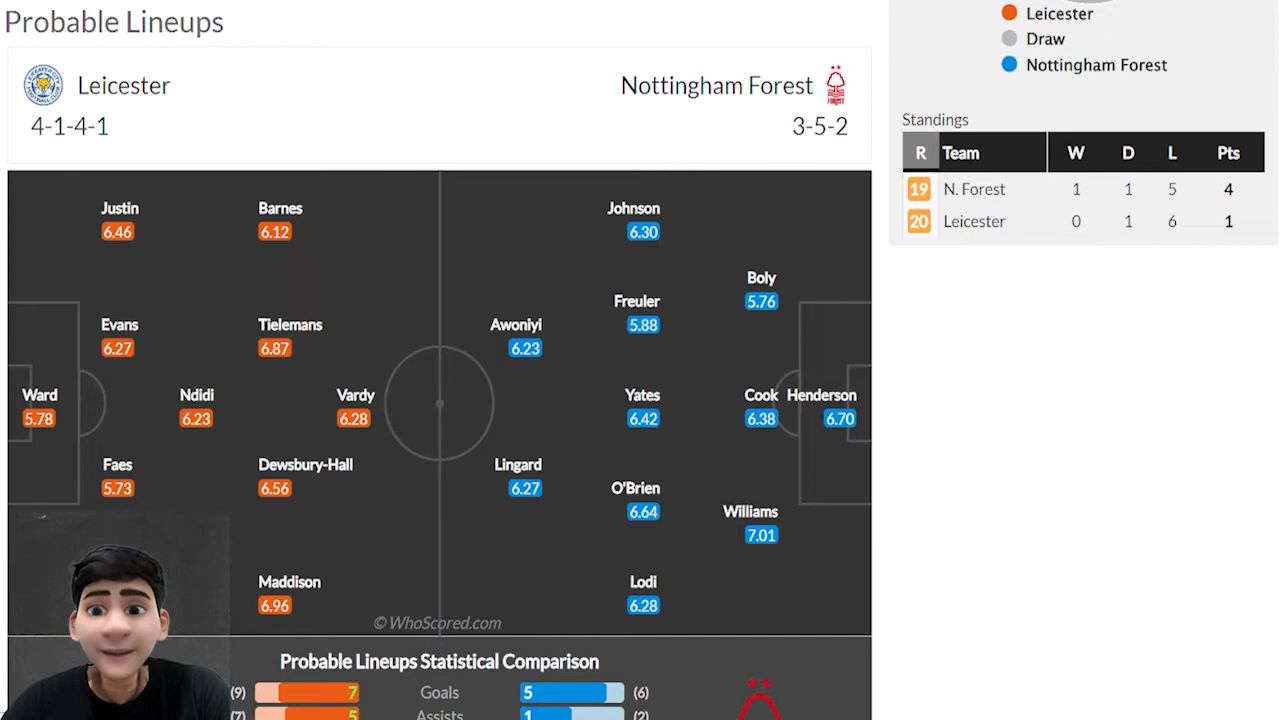 Probable Lineups
Leicester
4-1-4-1
Nottingham Forest
3-5-2
Justin
6.46
Barnes
6.12
Evans
6.27
Tielemans
6.87
Ward
5.78
Ndidi
6.23
Vardy
6.28
Faes
5.73
Dewsbury-Hall
6.56
Maddison
6.96
Johnson
6.30
Boly
5.76
Freuler
5.88
Awoniyi
6.23
Yates
6.42
Cook
6.38
Henderson
6.70
Lingard
6.27
O'Brien
6.64
Williams
7.01
Lodi
6.28
© WhoScored.com
Probable Lineups Statistical Comparison
(9) 7 Goals 5 (6)
(7) 5 Assists 1 (2)
Leicester
Draw
Nottingham Forest
Standings
R Team W D L Pts
19 N. Forest 1 1 5 4
20 Leicester 0 1 6 1